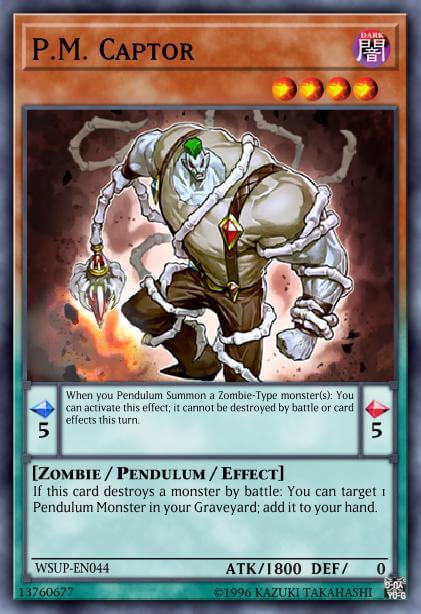 P.M. CAPTOR
DARK
闇
When you Pendulum Summon a Zombie-Type monster(s): You
can activate this effect; it cannot be destroyed by battle or card
effects this turn.
5
5
[ZOMBIE / PENDULUM / EFFECT]
If this card destroys a monster by battle: You can target 1
Pendulum Monster in your Graveyard; add it to your hand.
WSUP-EN044
ATK/1800 DEF/ 0
13760677
©1996 KAZUKI TAKAHASHI